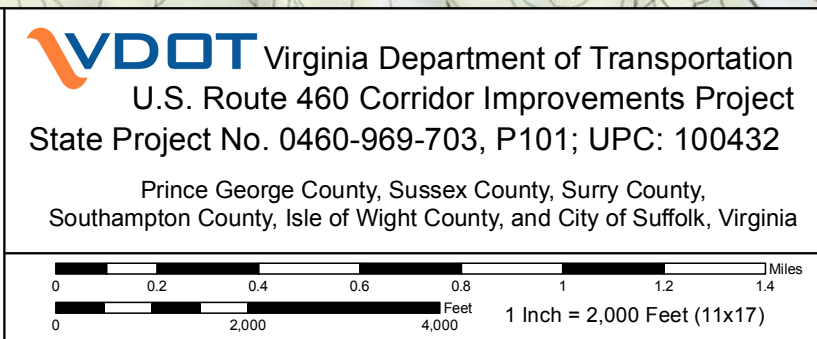 VDOT Virginia Department of Transportation
U.S. Route 460 Corridor Improvements Project
State Project No. 0460-969-703, P101; UPC: 100432
Prince George County, Sussex County, Surry County,
Southampton County, Isle of Wight County, and City of Suffolk, Virginia
Miles
0 0.2 0.4 0.6 0.8 1 1.2 1.4
Feet
0 2,000 4,000
1 Inch = 2,000 Feet (11x17)